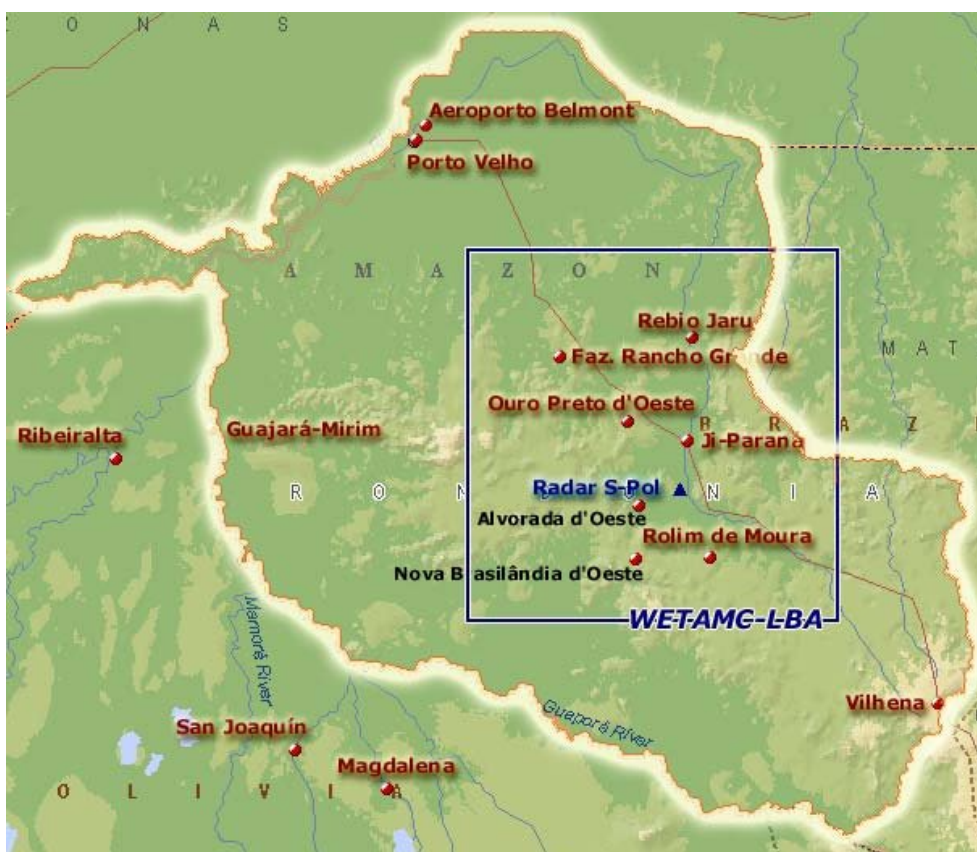 O N A S
Aeroporto Belmont
Porto Velho
A M A Z O N
Rebio Jaru
Faz. Rancho Grande
M A T
Ouro Preto d'Oeste
B R A Z
Ribeiralta
Guajará-Mirim
Ji-Paraná
Radar S-Pol
R O N D O N I A
Alvorada d'Oeste
Rolim de Moura
Nova Brasilândia d'Oeste
WETAMC-LBA
Mamoré River
Vilhena
Guaporé River
San Joaquín
Magdalena
O L I V I A